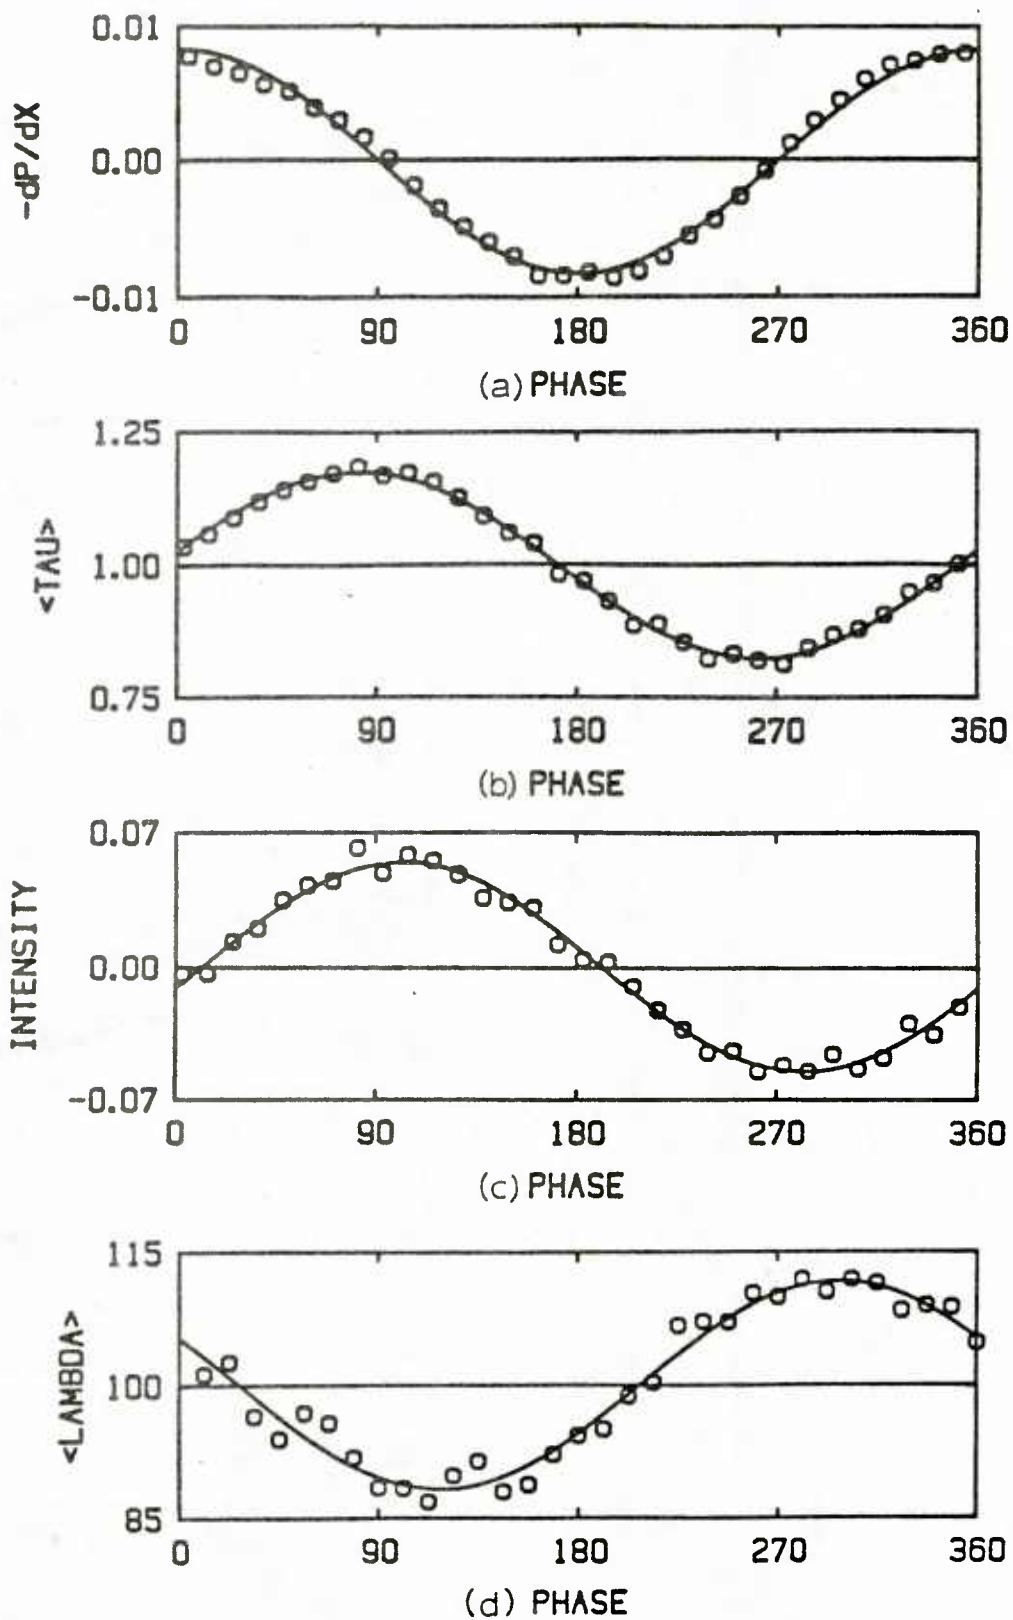 0.01
-dP/dX
0.00
-0.01
0 90 180 270 360
(a) PHASE
1.25
<TAU>
1.00
0.75
0 90 180 270 360
(b) PHASE
0.07
INTENSITY
0.00
-0.07
0 90 180 270 360
(c) PHASE
115
<LAMBDA>
100
85
0 90 180 270 360
(d) PHASE